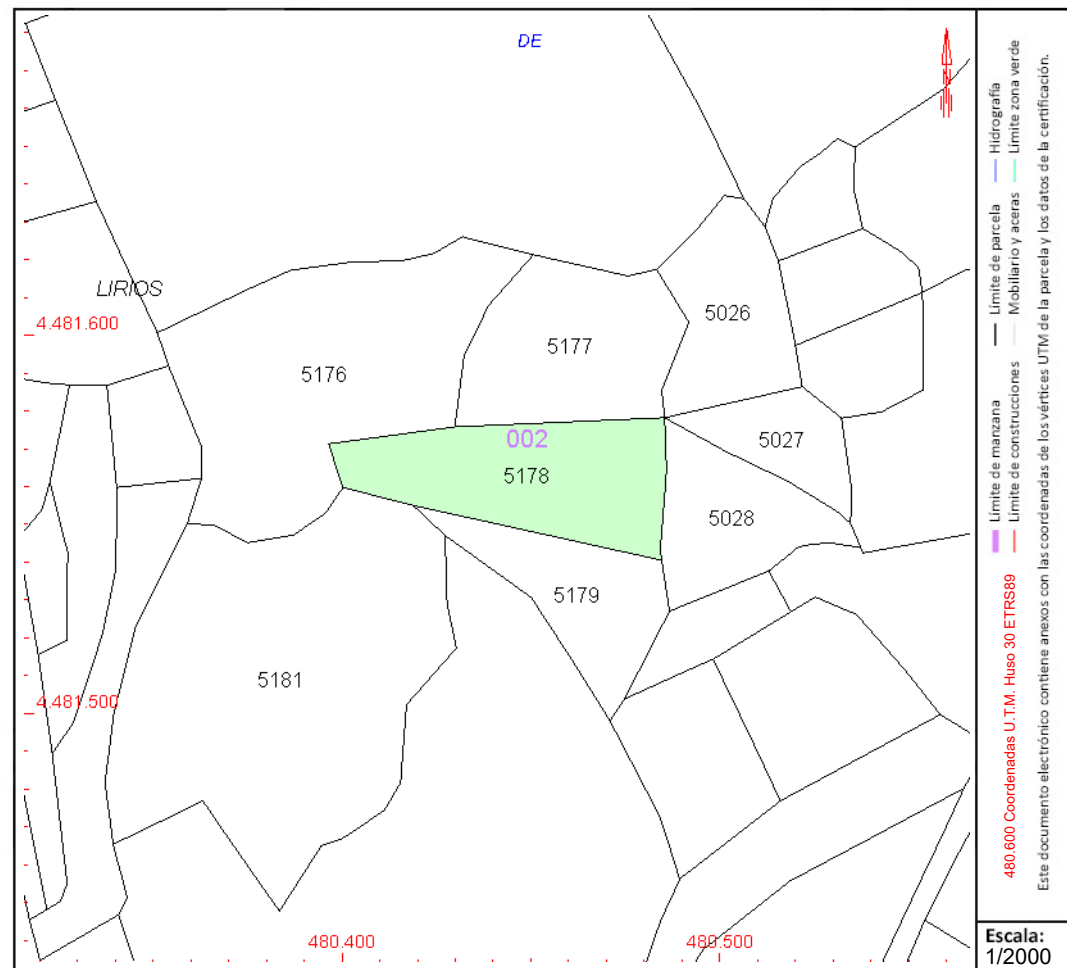 DE
N
LIRIOS
4.481.600
5026
5177
5176
002
5027
5178
5028
5179
5181
4.481.500
480.400
480.500
Límite de manzana
Límite de parcela
Hidrografía
Límite de construcciones
Mobiliario y aceras
Límite zona verde
480.600 Coordenadas U.T.M. Huso 30 ETRS89
Este documento electrónico contiene anexos con las coordenadas de los vértices UTM de la parcela y los datos de la certificación.
Escala:
1/2000